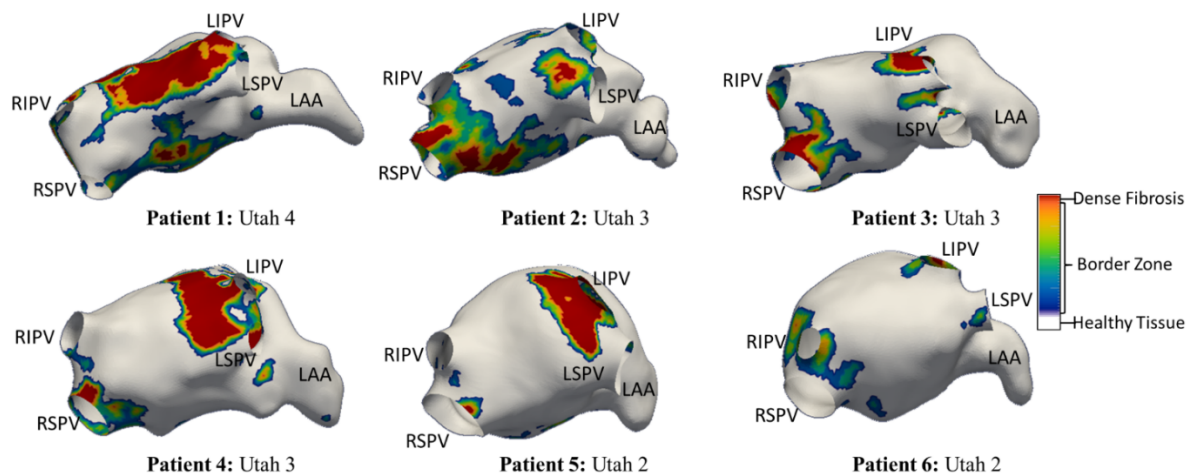 LIPV
RIPV
LSPV
LAA
RSPV
Patient 1: Utah 4
LIPV
RIPV
LSPV
LAA
RSPV
Patient 2: Utah 3
LIPV
RIPV
LSPV
LAA
RSPV
Patient 3: Utah 3
Dense Fibrosis
Border Zone
Healthy Tissue
LIPV
RIPV
LSPV
LAA
RSPV
Patient 4: Utah 3
LIPV
RIPV
LSPV
LAA
RSPV
Patient 5: Utah 2
LIPV
LSPV
RIPV
LAA
RSPV
Patient 6: Utah 2